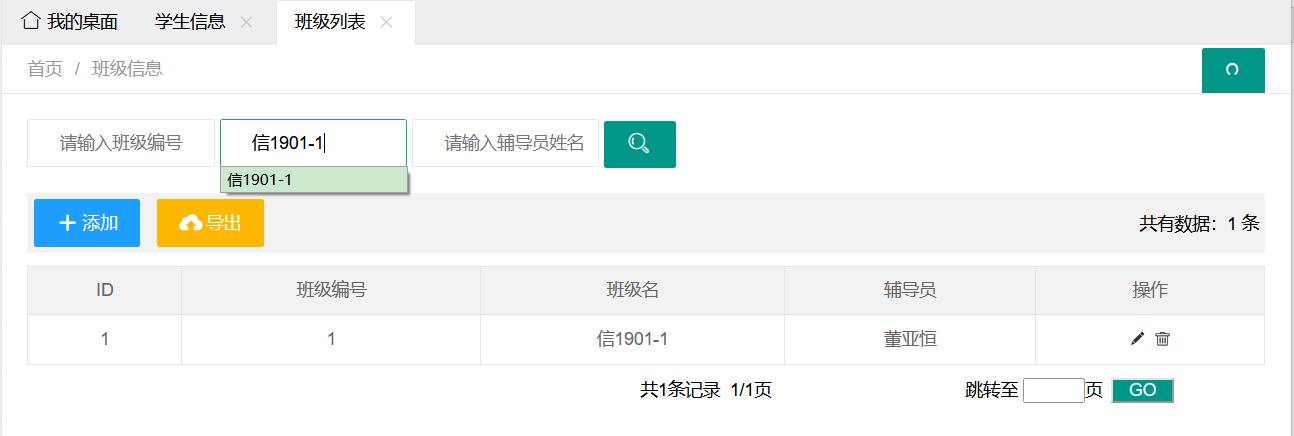 我的桌面 学生信息 班级列表
首页 / 班级信息
请输入班级编号 信1901-1 请输入辅导员姓名
信1901-1
添加 导出 共有数据：1 条
ID 班级编号 班级名 辅导员 操作
1 1 信1901-1 董亚恒
共1条记录 1/1页 跳转至 页 GO